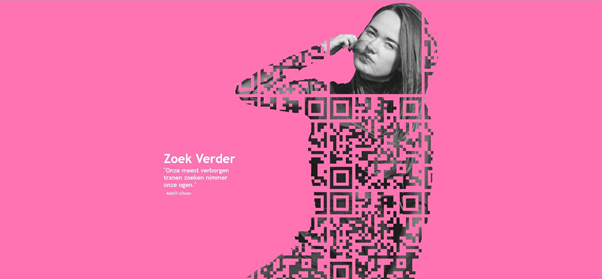 Zoek Verder
"Onze meest verborgen
tranen zoeken nimmer
onze ogen."